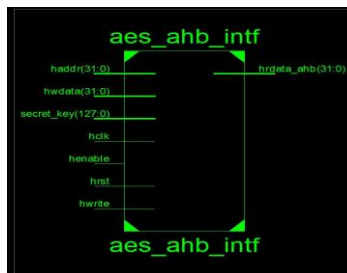 aes_ahb_intf
haddr(31:0)
hrdata_ahb(31:0)
hwdata(31:0)
secret_key(127:0)
hclk
henable
hrst
hwrite
aes_ahb_intf